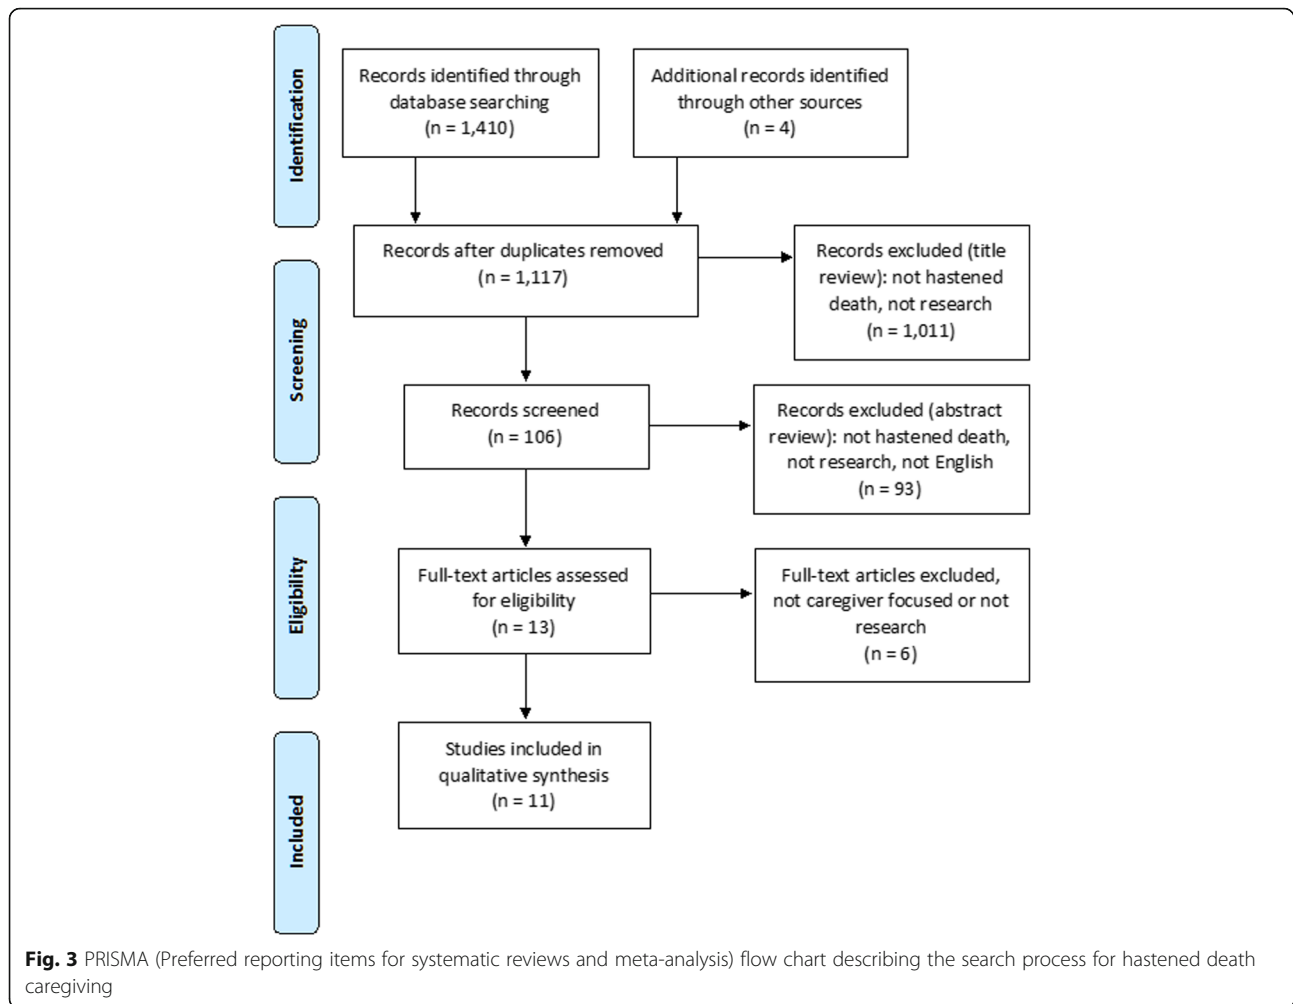 Identification
Records identified through
database searching
(n = 1,410)
Additional records identified
through other sources
(n = 4)
Screening
Records after duplicates removed
(n = 1,117)
Records excluded (title
review): not hastened
death, not research
(n = 1,011)
Records screened
(n = 106)
Records excluded (abstract
review): not hastened death,
not research, not English
(n = 93)
Eligibility
Full-text articles assessed
for eligibility
(n = 13)
Full-text articles excluded,
not caregiver focused or not
research
(n = 6)
Included
Studies included in
qualitative synthesis
(n = 11)
Fig. 3 PRISMA (Preferred reporting items for systematic reviews and meta-analysis) flow chart describing the search process for hastened death
caregiving